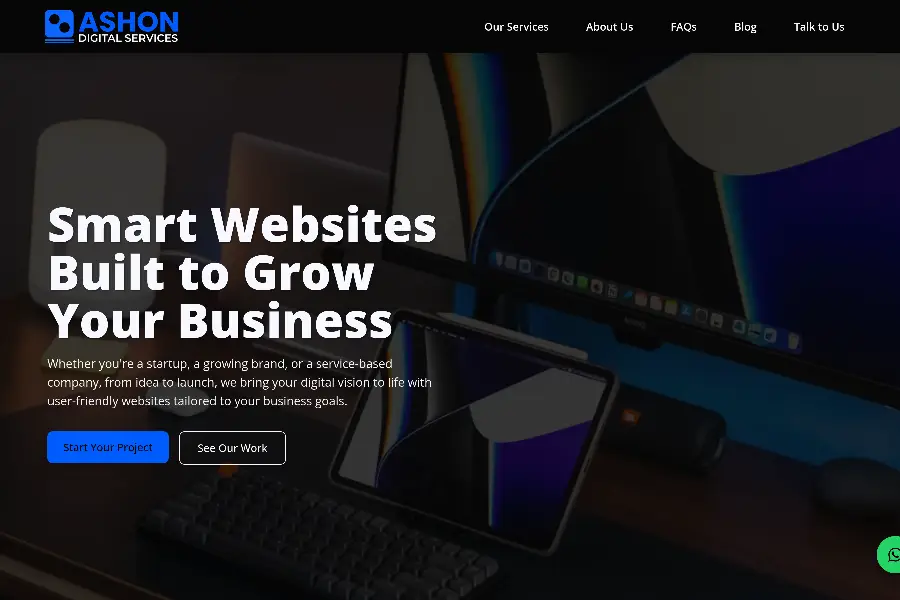 ASHON
DIGITAL SERVICES
Our Services
About Us
FAQs
Blog
Talk to Us
Smart Websites
Built to Grow
Your Business
Whether you're a startup, a growing brand, or a service-based
company, from idea to launch, we bring your digital vision to life with
user-friendly websites tailored to your business goals.
Start Your Project
See Our Work